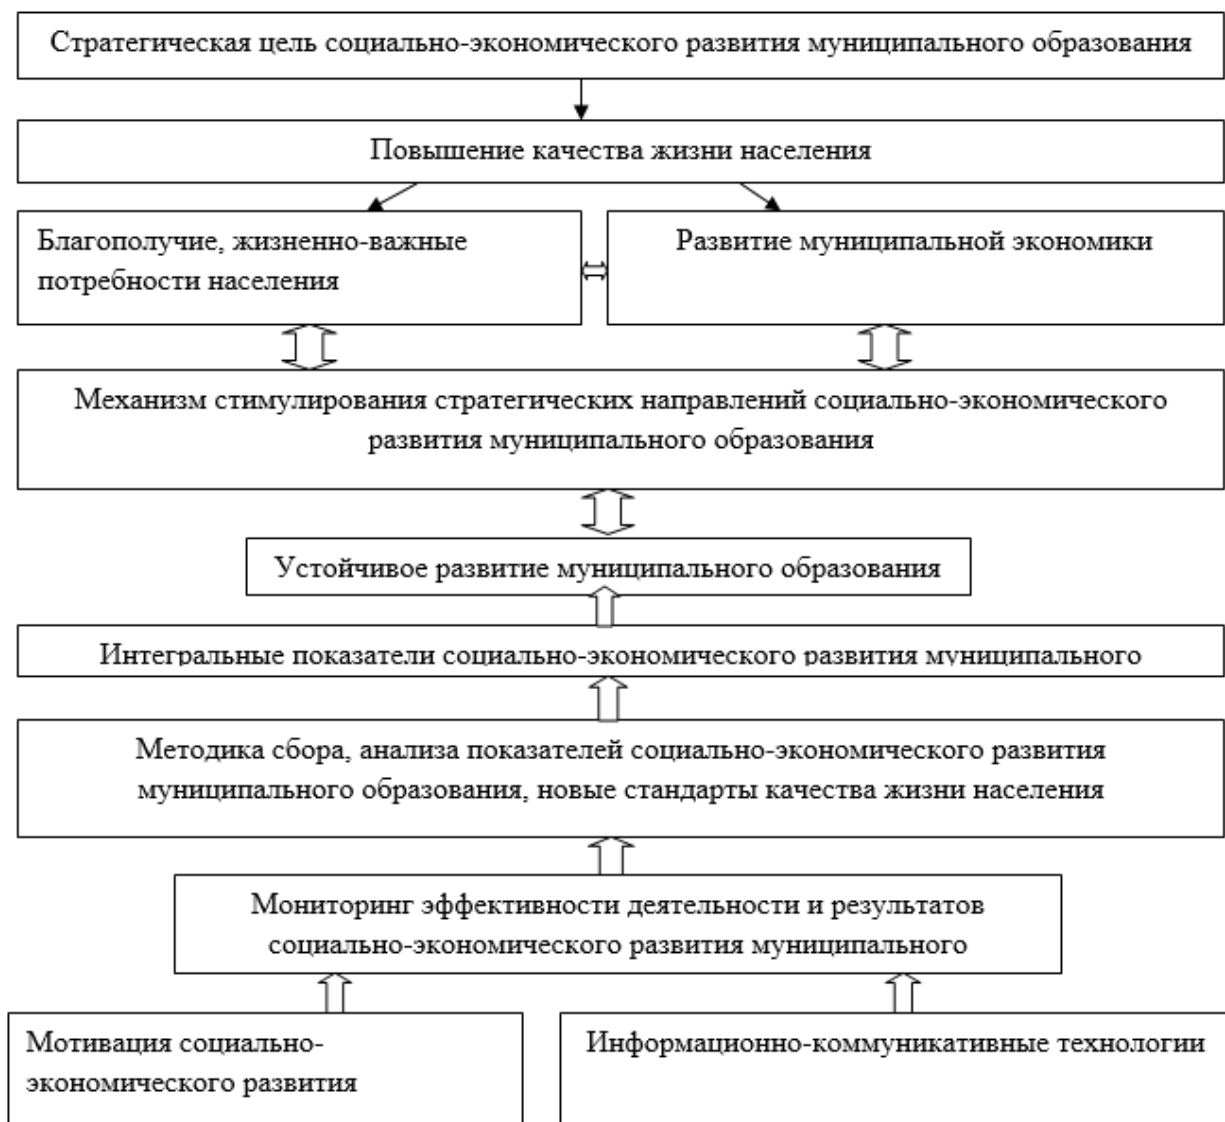 Стратегическая цель социально-экономического развития муниципального образования
Повышение качества жизни населения
Благополучие, жизненно-важные
потребности населения
Развитие муниципальной экономики
Механизм стимулирования стратегических направлений социально-экономического
развития муниципального образования
Устойчивое развитие муниципального образования
Интегральные показатели социально-экономического развития муниципального
Методика сбора, анализа показателей социально-экономического развития
муниципального образования, новые стандарты качества жизни населения
Мониторинг эффективности деятельности и результатов
социально-экономического развития муниципального
Мотивация социально-
экономического развития
Информационно-коммуникативные технологии